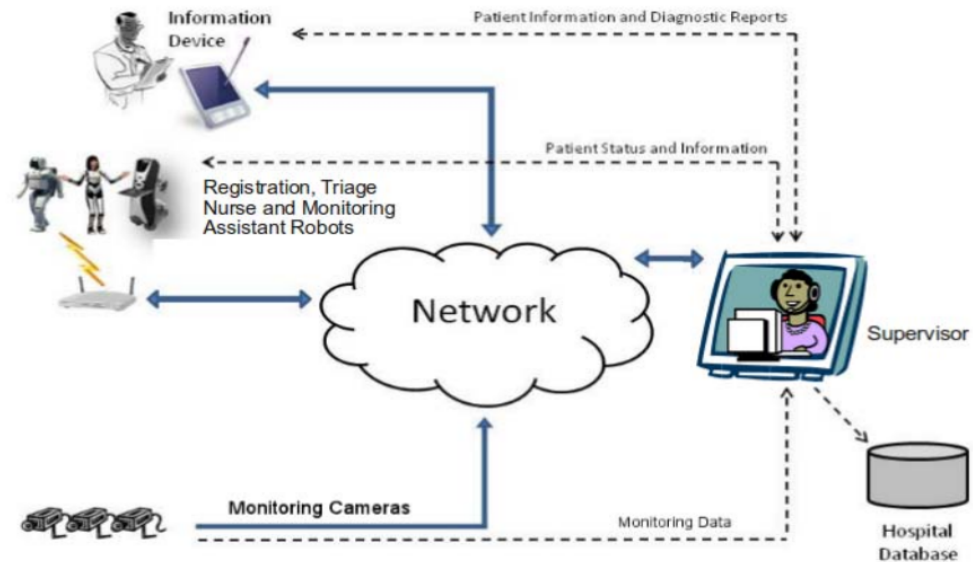 Patient Information and Diagnostic Reports
Information
Device
Patient Status and Information
Registration, Triage
Nurse and Monitoring
Assistant Robots
Network
Supervisor
Monitoring Cameras
Monitoring Data
Hospital
Database